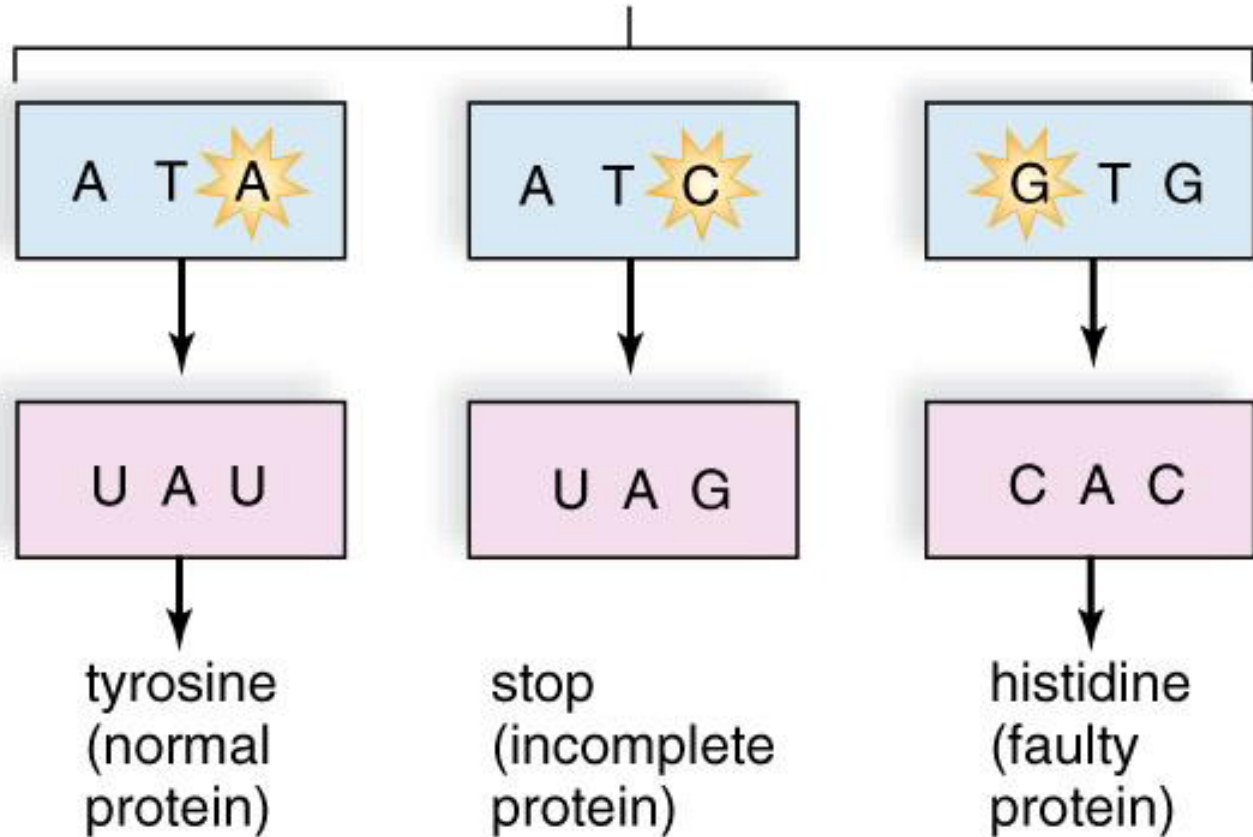 A T A
A T C
G T G
U A U
U A G
C A C
tyrosine
(normal
protein)
stop
(incomplete
protein)
histidine
(faulty
protein)